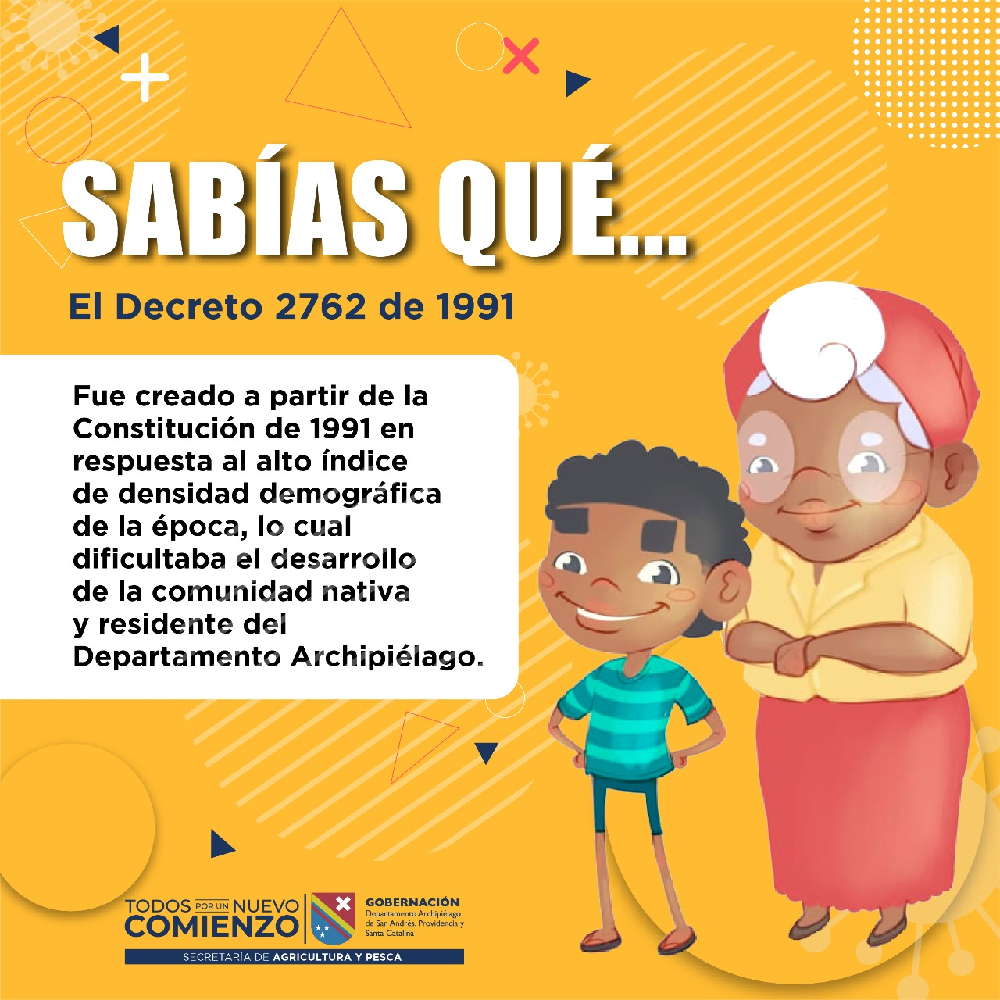 SABÍAS QUÉ...
El Decreto 2762 de 1991
Fue creado a partir de la
Constitución de 1991 en
respuesta al alto índice
de densidad demográfica
de la época, lo cual
dificultaba el desarrollo
de la comunidad nativa
y residente del
Departamento Archipiélago.
TODOS POR UN NUEVO
COMIENZO
GOBERNACIÓN
Departamento Archipiélago
de San Andrés, Providencia y
Santa Catalina
SECRETARÍA DE AGRICULTURA Y PESCA